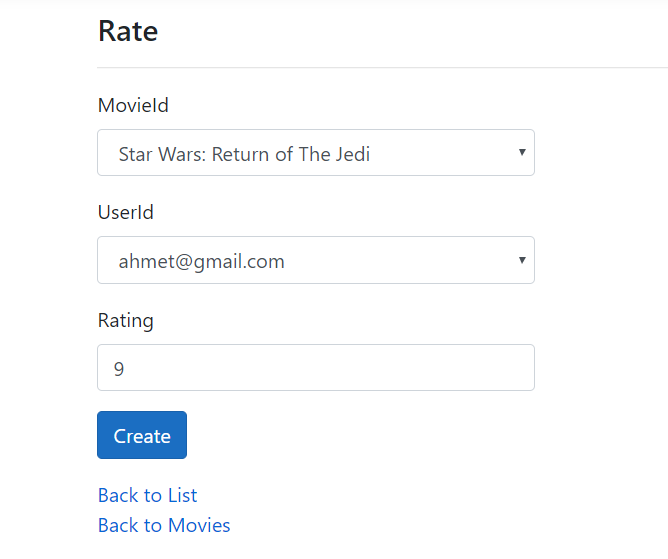 Rate
MovieId
Star Wars: Return of The Jedi
UserId
ahmet@gmail.com
Rating
9
Create
Back to List
Back to Movies